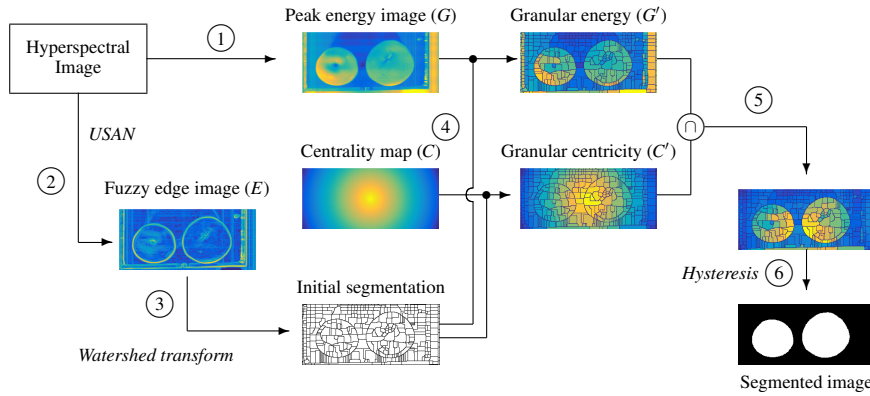 Peak energy image (G)
Granular energy (G′)
Hyperspectral
Image
1
USAN
4
∩
5
2
Centrality map (C)
Granular centricity (C′)
Fuzzy edge image (E)
3
Initial segmentation
Hysteresis
6
Watershed transform
Segmented image